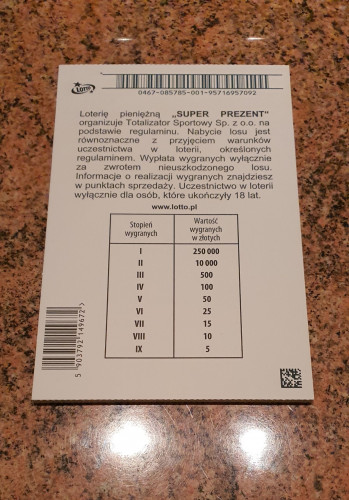 LOTTO
0467-085785-001-95716957092
Loterię pieniężną „SUPER PREZENT"
organizuje Totalizator Sportowy Sp. z o.o. na
podstawie regulaminu. Nabycie losu jest
równoznaczne z przyjęciem warunków
uczestnictwa w loterii, określonych
regulaminem. Wypłata wygranych wyłącznie
za zwrotem nieuszkodzonego losu.
Informacje o realizacji wygranych znajdziesz
w punktach sprzedaży. Uczestnictwo w loterii
wyłącznie dla osób, które ukończyły 18 lat.
www.lotto.pl
Stopień wygranych Wartość wygranych w złotych
I 250 000
II 10 000
III 500
IV 100
V 50
VI 25
VII 15
VIII 10
IX 5
5 903792 149672>